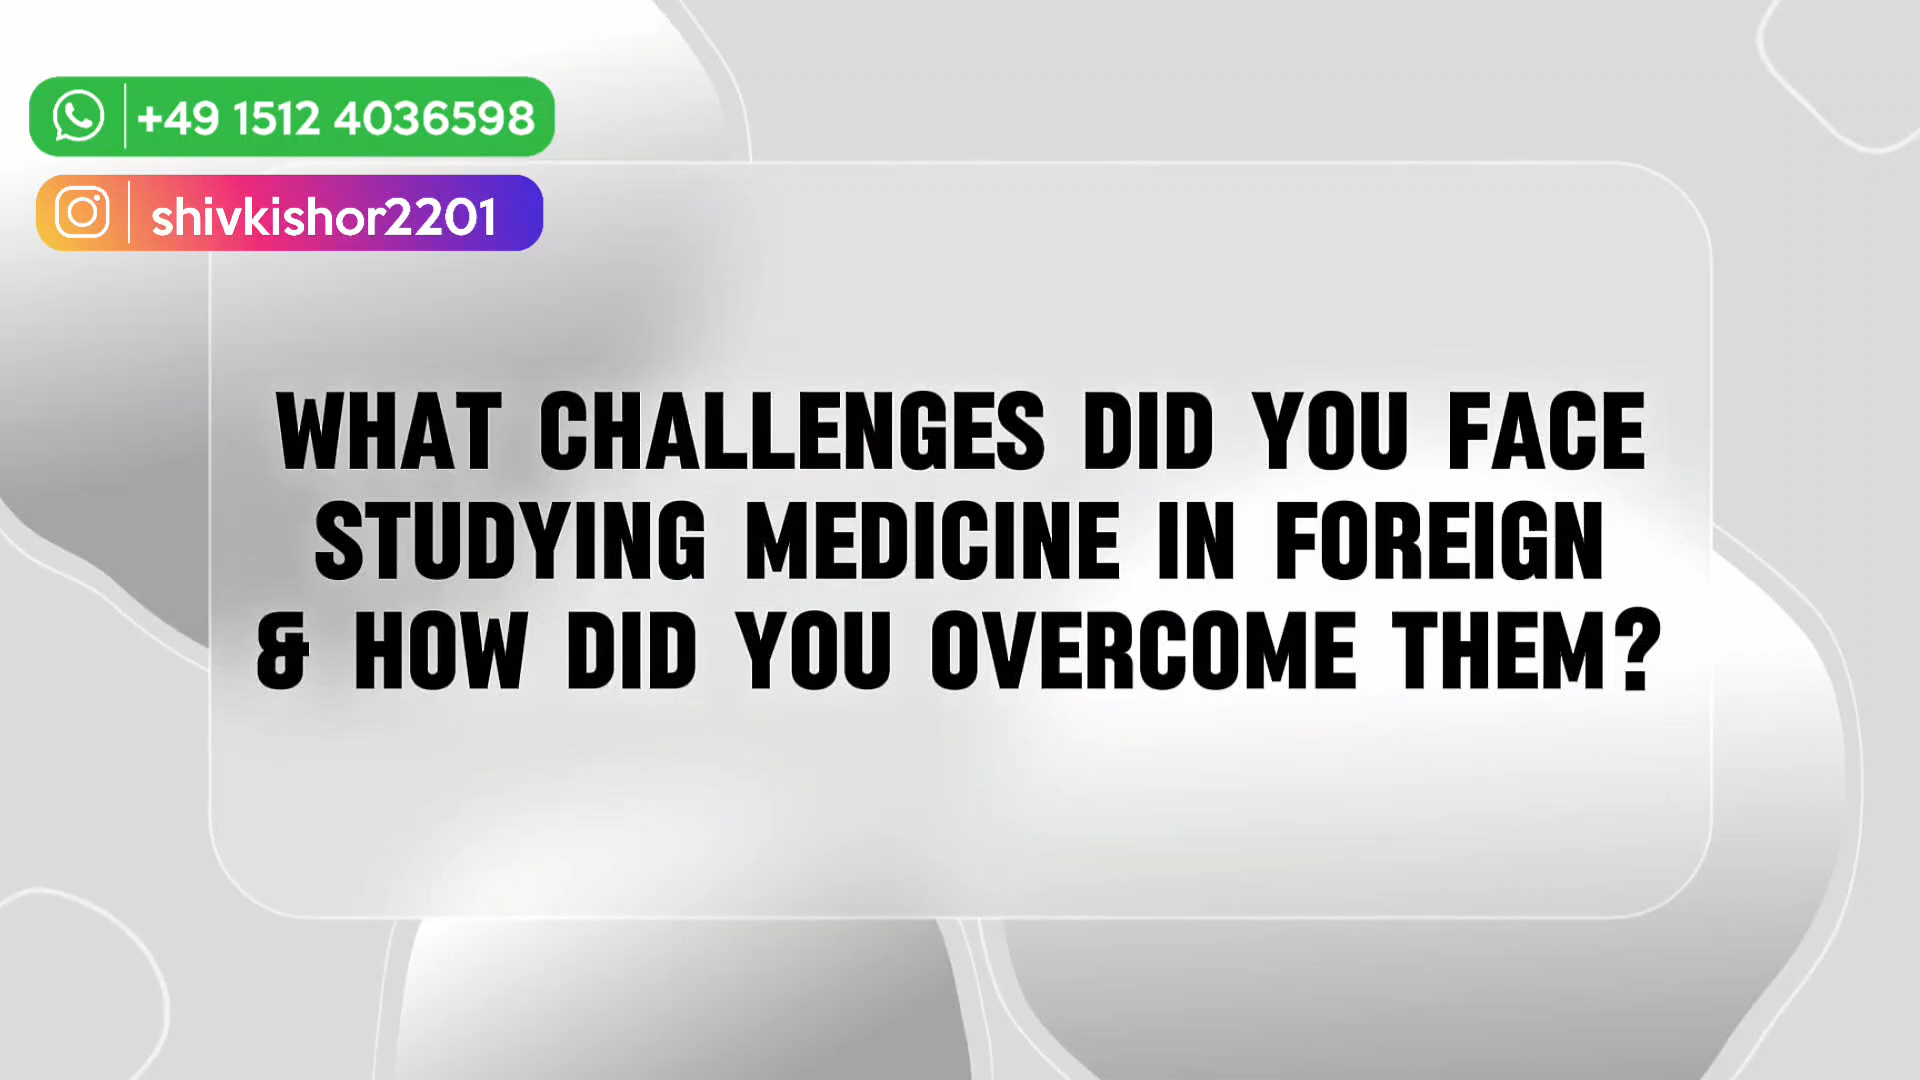 +49 1512 4036598
shivkishor2201
WHAT CHALLENGES DID YOU FACE
STUDYING MEDICINE IN FOREIGN
& HOW DID YOU OVERCOME THEM?